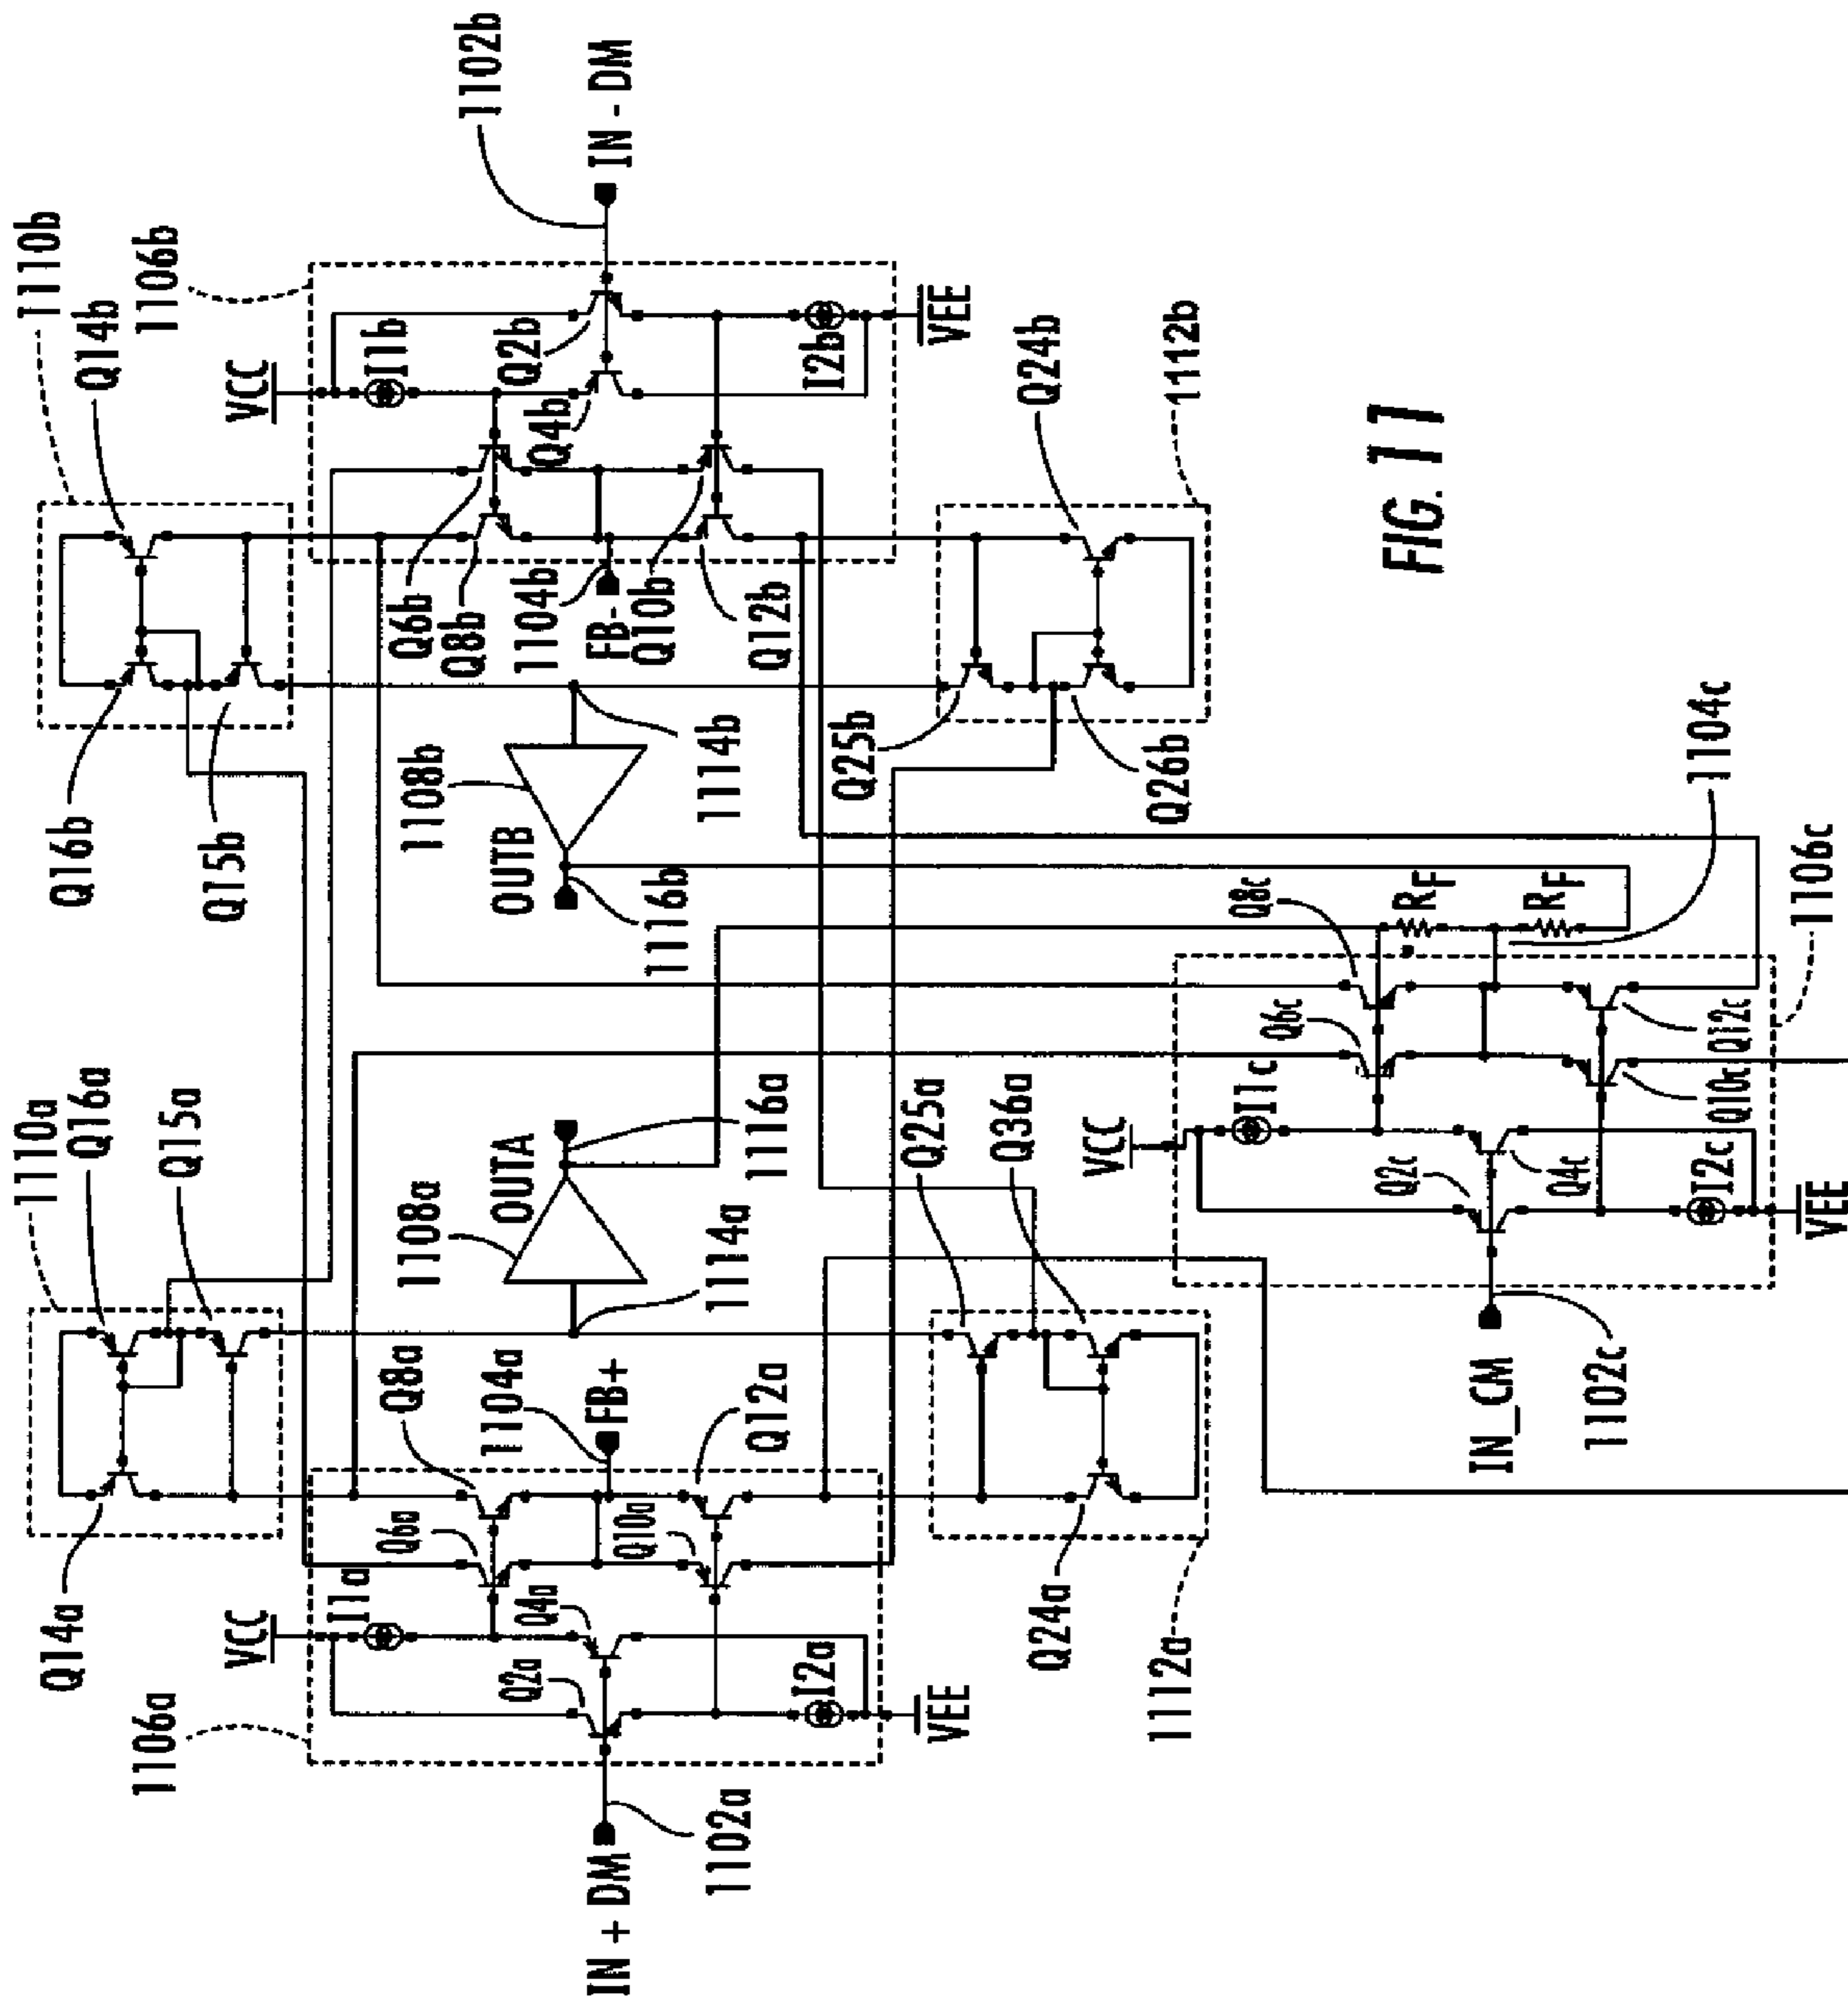 1110a
Q16a
Q15a
Q14a
1106a
VCC
I1a
Q6a
Q8a
1104a
FB+
Q12a
Q10a
Q4a
Q2a
I2a
VEE
IN + DM
1102a
1108a
OUTA
1114a
1116a
Q25a
Q36a
Q24a
1112a
1110b
Q14b
1106b
Q16b
Q15b
VCC
I1b
Q2b
Q4b
1102b
IN - DM
Q6b
Q8b
1104b
FB-
Q10b
Q12b
I2b
VEE
1108b
OUTB
1114b
1116b
Q25b
Q26b
Q24b
1112b
1104c
1106c
RF
RF
Q8c
Q6c
VCC
I1c
Q2c
Q4c
Q10c
Q12c
I2c
VEE
IN_CM
1102c
FIG. 11